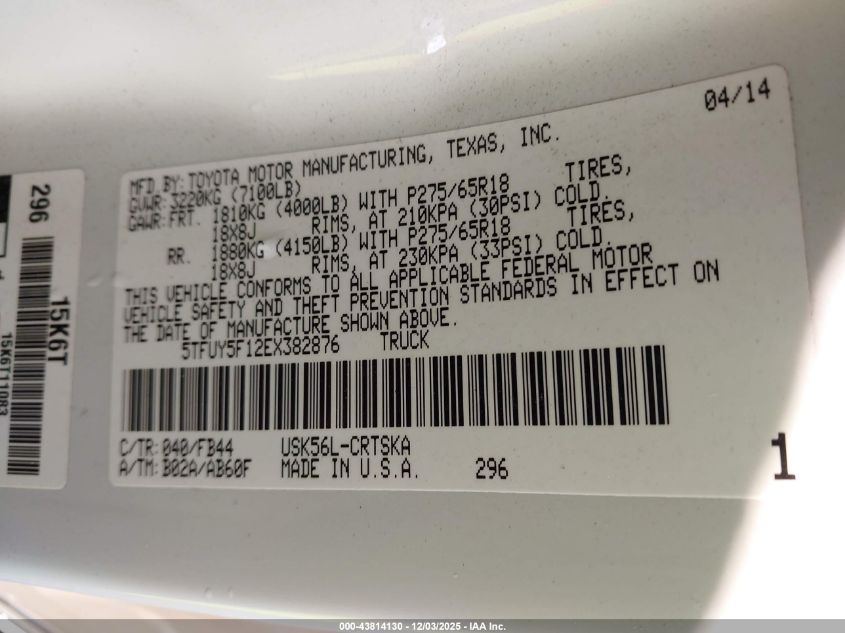 04/14
MFD.BY: TOYOTA MOTOR MANUFACTURING, TEXAS, INC.
GVWR: 3220KG (7100LB)
GAWR: FRT. 1810KG (4000LB) WITH P275/65R18 TIRES,
18X8J RIMS, AT 210KPA (30PSI) COLD.
RR. 1880KG (4150LB) WITH P275/65R18 TIRES,
18X8J RIMS, AT 230KPA (33PSI) COLD.
THIS VEHICLE CONFORMS TO ALL APPLICABLE FEDERAL MOTOR
VEHICLE SAFETY AND THEFT PREVENTION STANDARDS IN EFFECT ON
THE DATE OF MANUFACTURE SHOWN ABOVE.
5TFUY5F12EX382876 TRUCK
C/TR: 040/FB44 USK56L-CRTSKA
A/TM: B02A/AB60F MADE IN U.S.A. 296
1
296
15K6T
15K6T11083
000-43814130 - 12/03/2025 - IAA Inc.